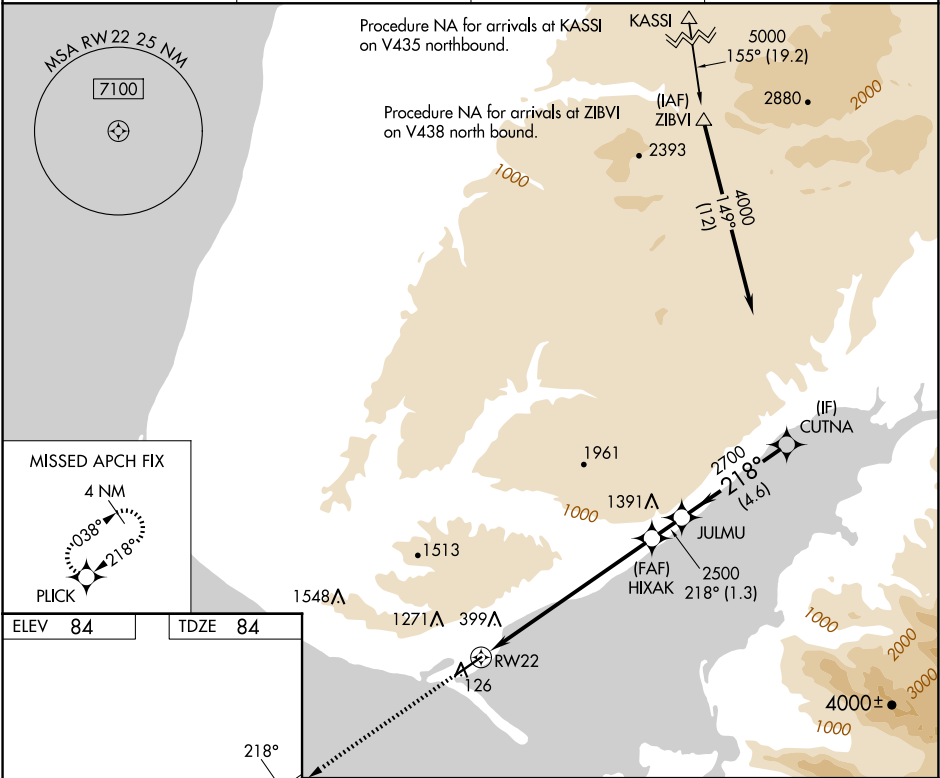 Procedure NA for arrivals at KASSI
on V435 northbound.
KASSI
5000
155° (19.2)
MSA RW22 25 NM
7100
Procedure NA for arrivals at ZIBVI
on V438 north bound.
(IAF)
ZIBVI
2880
2000
2393
1000
4000
149°
(12)
(IF)
CUTNA
1961
2700
218°
(4.6)
1391
1000
JULMU
(FAF)
HIXAK
2500
218° (1.3)
MISSED APCH FIX
4 NM
038°
218°
PLICK
1513
1548
1271
399
RW22
126
1000
2000
3000
4000±
1000
ELEV 84
TDZE 84
218°